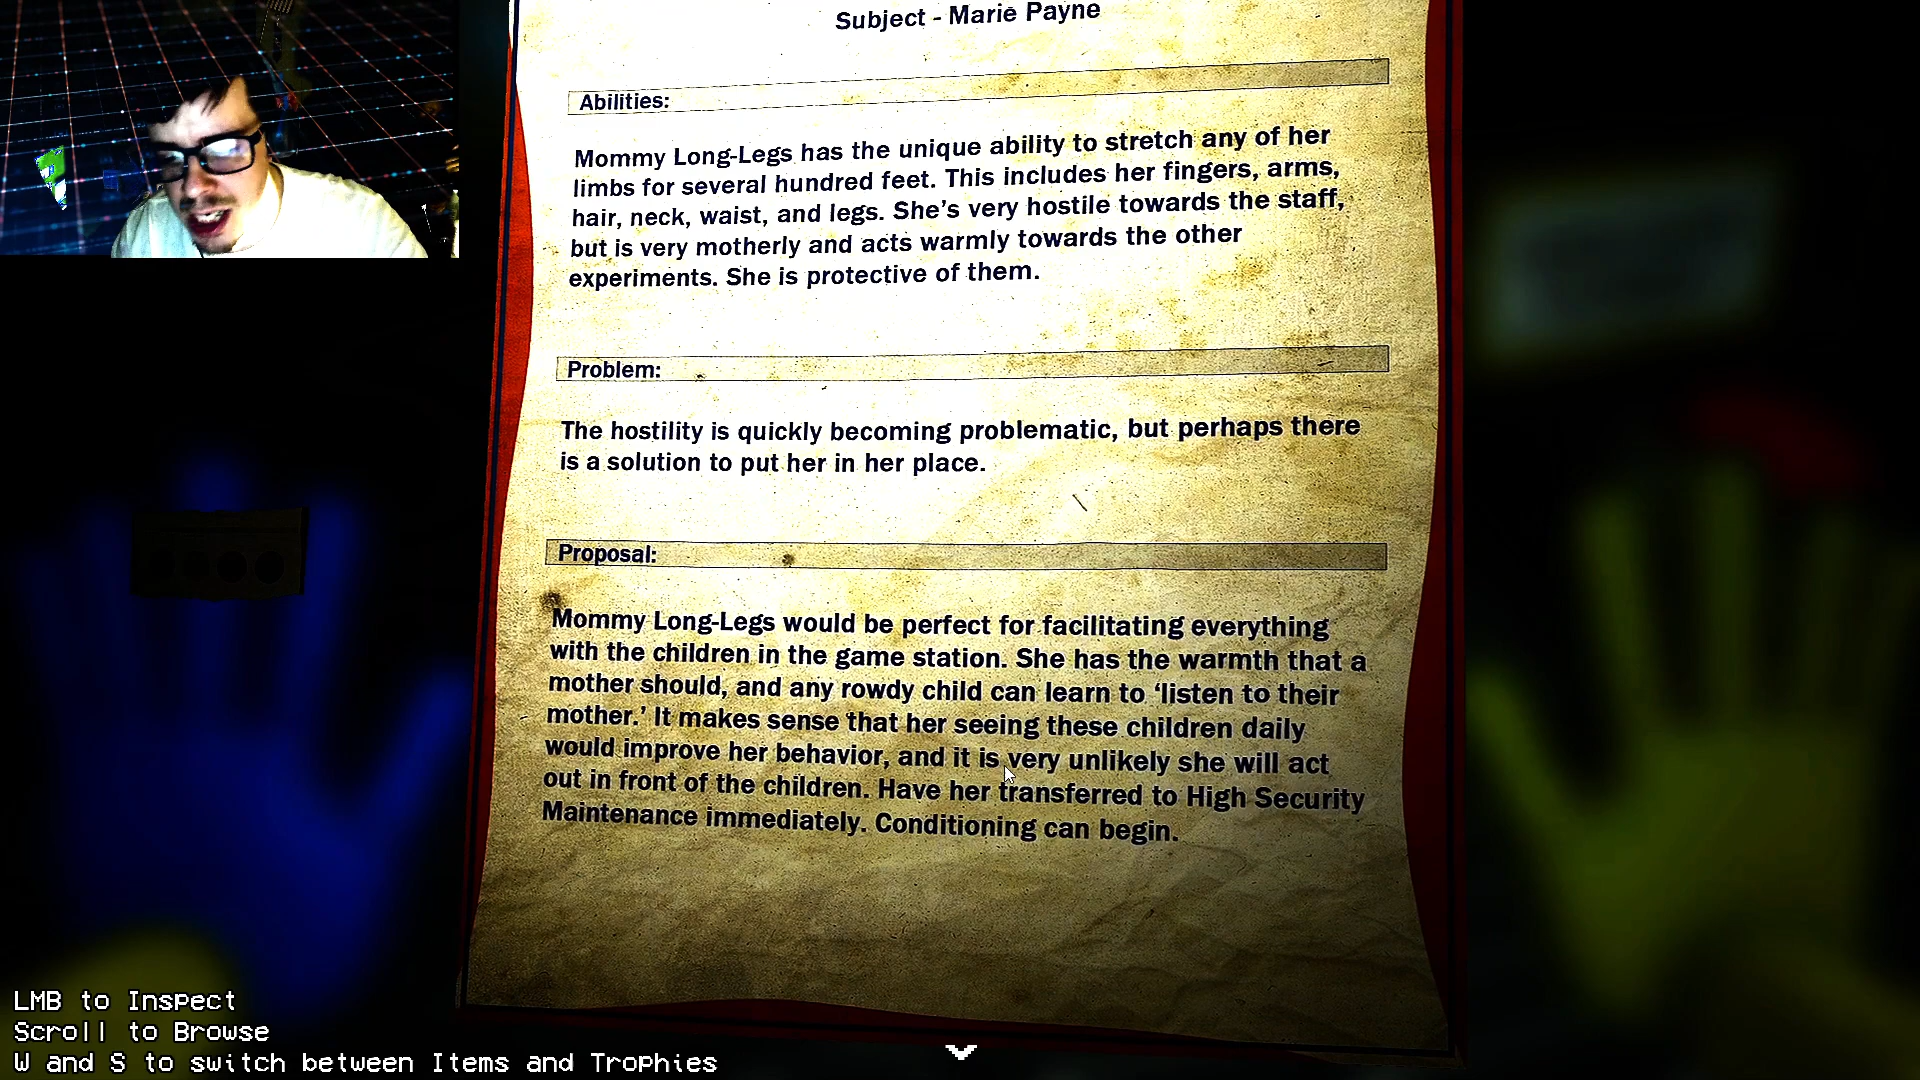 Subject - Marie Payne
Abilities:
Mommy Long-Legs has the unique ability to stretch any of her
limbs for several hundred feet. This includes her fingers, arms,
hair, neck, waist, and legs. She's very hostile towards the staff,
but is very motherly and acts warmly towards the other
experiments. She is protective of them.
Problem:
The hostility is quickly becoming problematic, but perhaps there
is a solution to put her in her place.
Proposal:
Mommy Long-Legs would be perfect for facilitating everything
with the children in the game station. She has the warmth that a
mother should, and any rowdy child can learn to 'listen to their
mother.' It makes sense that her seeing these children daily
would improve her behavior, and it is very unlikely she will act
out in front of the children. Have her transferred to High Security
Maintenance immediately. Conditioning can begin.
LMB to Inspect
Scroll to Browse
W and S to switch between Items and Trophies